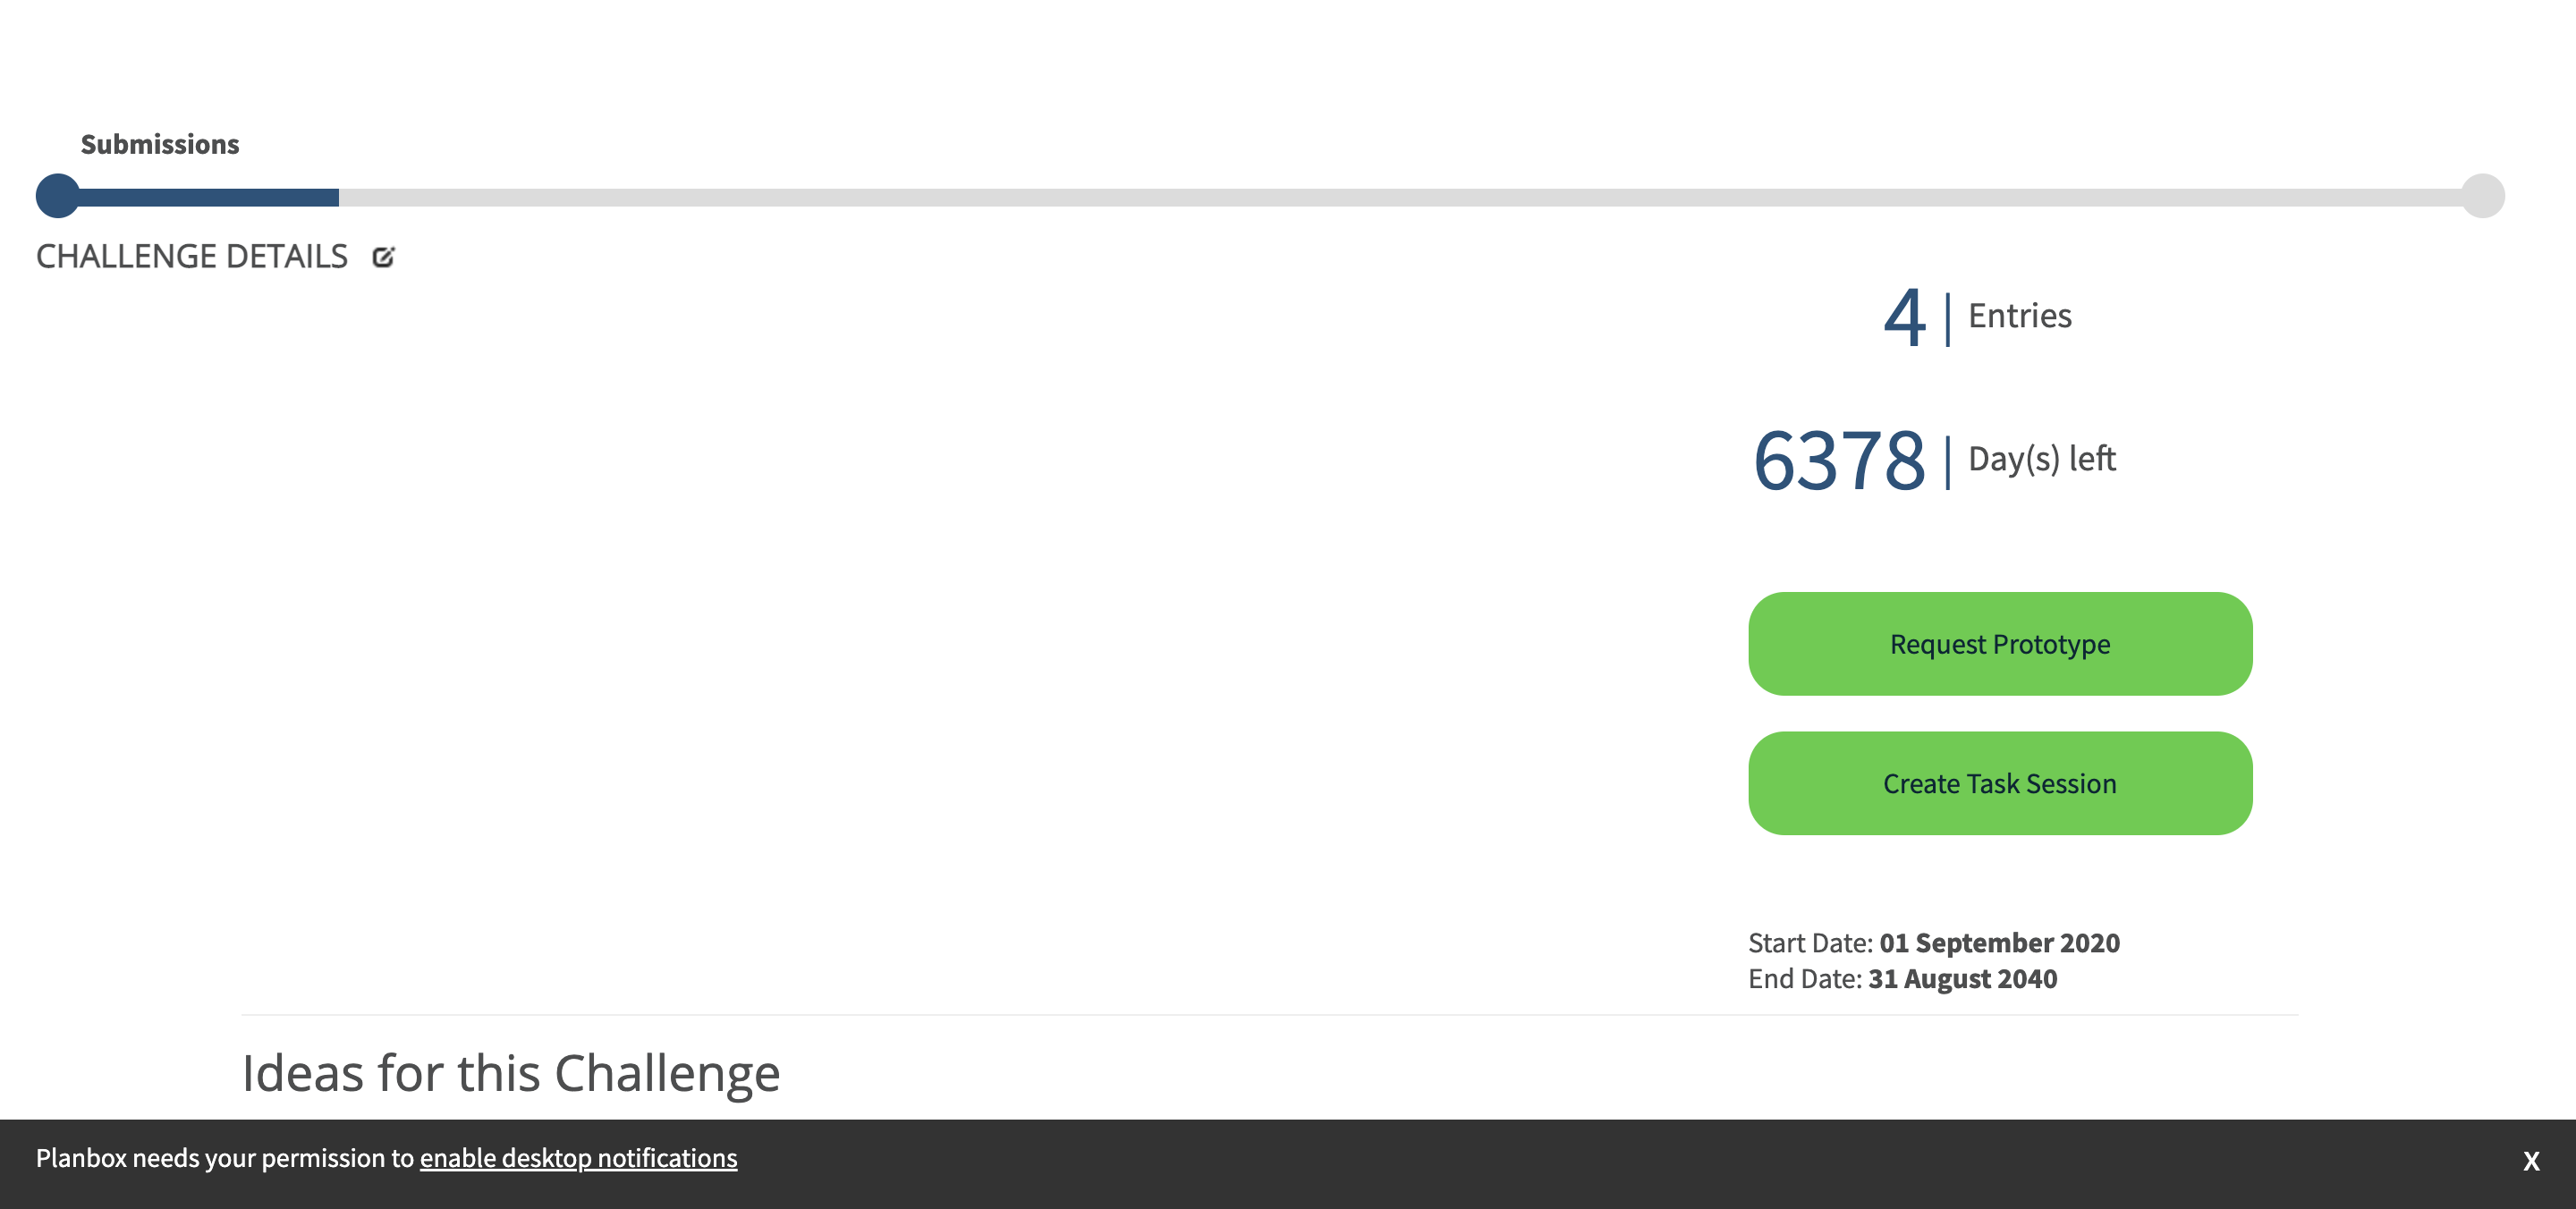 Submissions
CHALLENGE DETAILS
4 | Entries
6378 | Day(s) left
Request Prototype
Create Task Session
Start Date: 01 September 2020
End Date: 31 August 2040
Ideas for this Challenge
Planbox needs your permission to enable desktop notifications
X